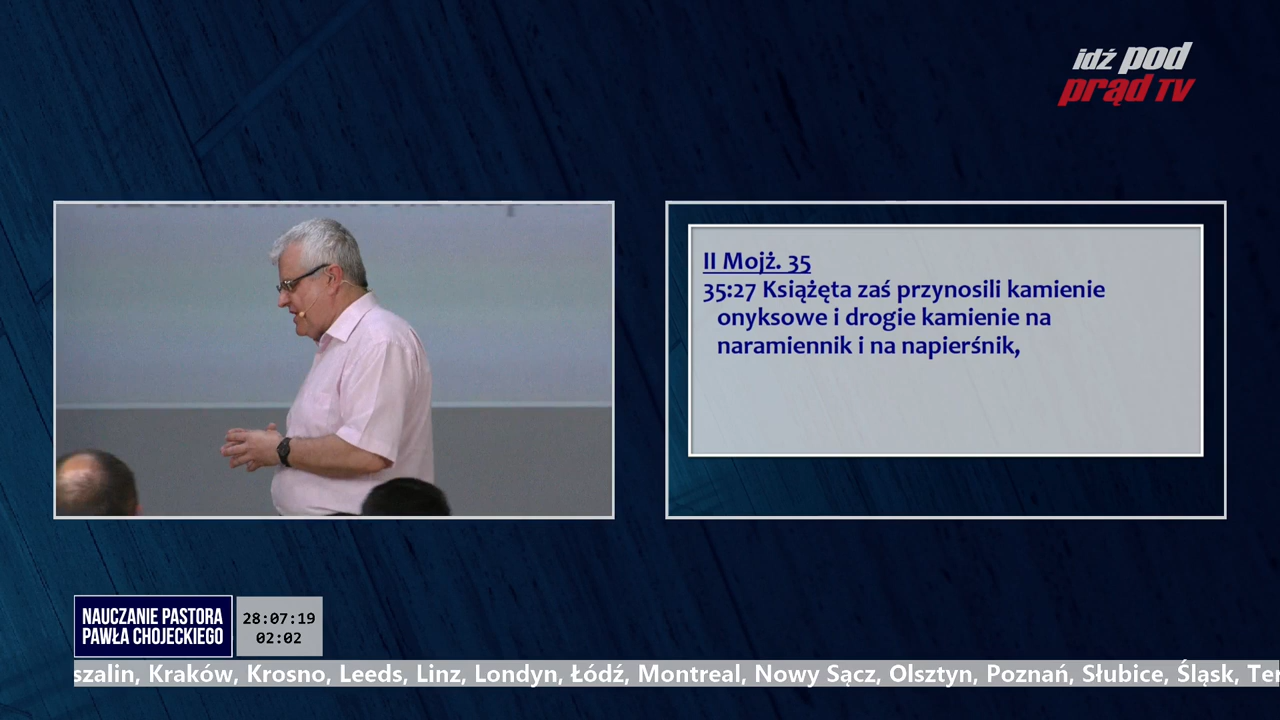 idź pod
prąd TV
II Mojż. 35
35:27 Książęta zaś przynosili kamienie
onyksowe i drogie kamienie na
naramiennik i na napierśnik,
NAUCZANIE PASTORA
PAWŁA CHOJECKIEGO
28:07:19
02:02
szalin, Kraków, Krosno, Leeds, Linz, Londyn, Łódź, Montreal, Nowy Sącz, Olsztyn, Poznań, Słubice, Śląsk, Ter